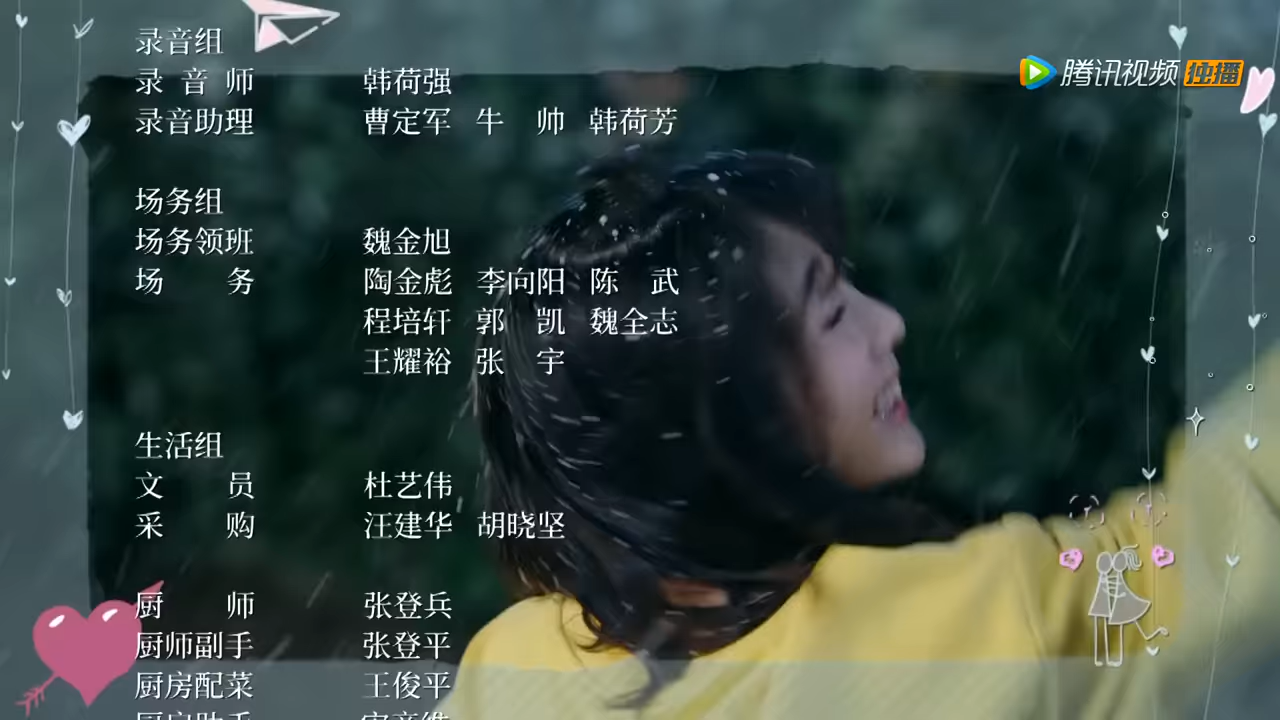 录音组
录音师 韩荷强
录音助理 曹定军 牛帅 韩荷芳
腾讯视频 独播
场务组
场务领班 魏金旭
场务 陶金彪 李向阳 陈武
程培轩 郭凯 魏全志
王耀裕 张宇
生活组
文员 杜艺伟
采购 汪建华 胡晓坚
厨师 张登兵
厨师副手 张登平
厨房配菜 王俊平